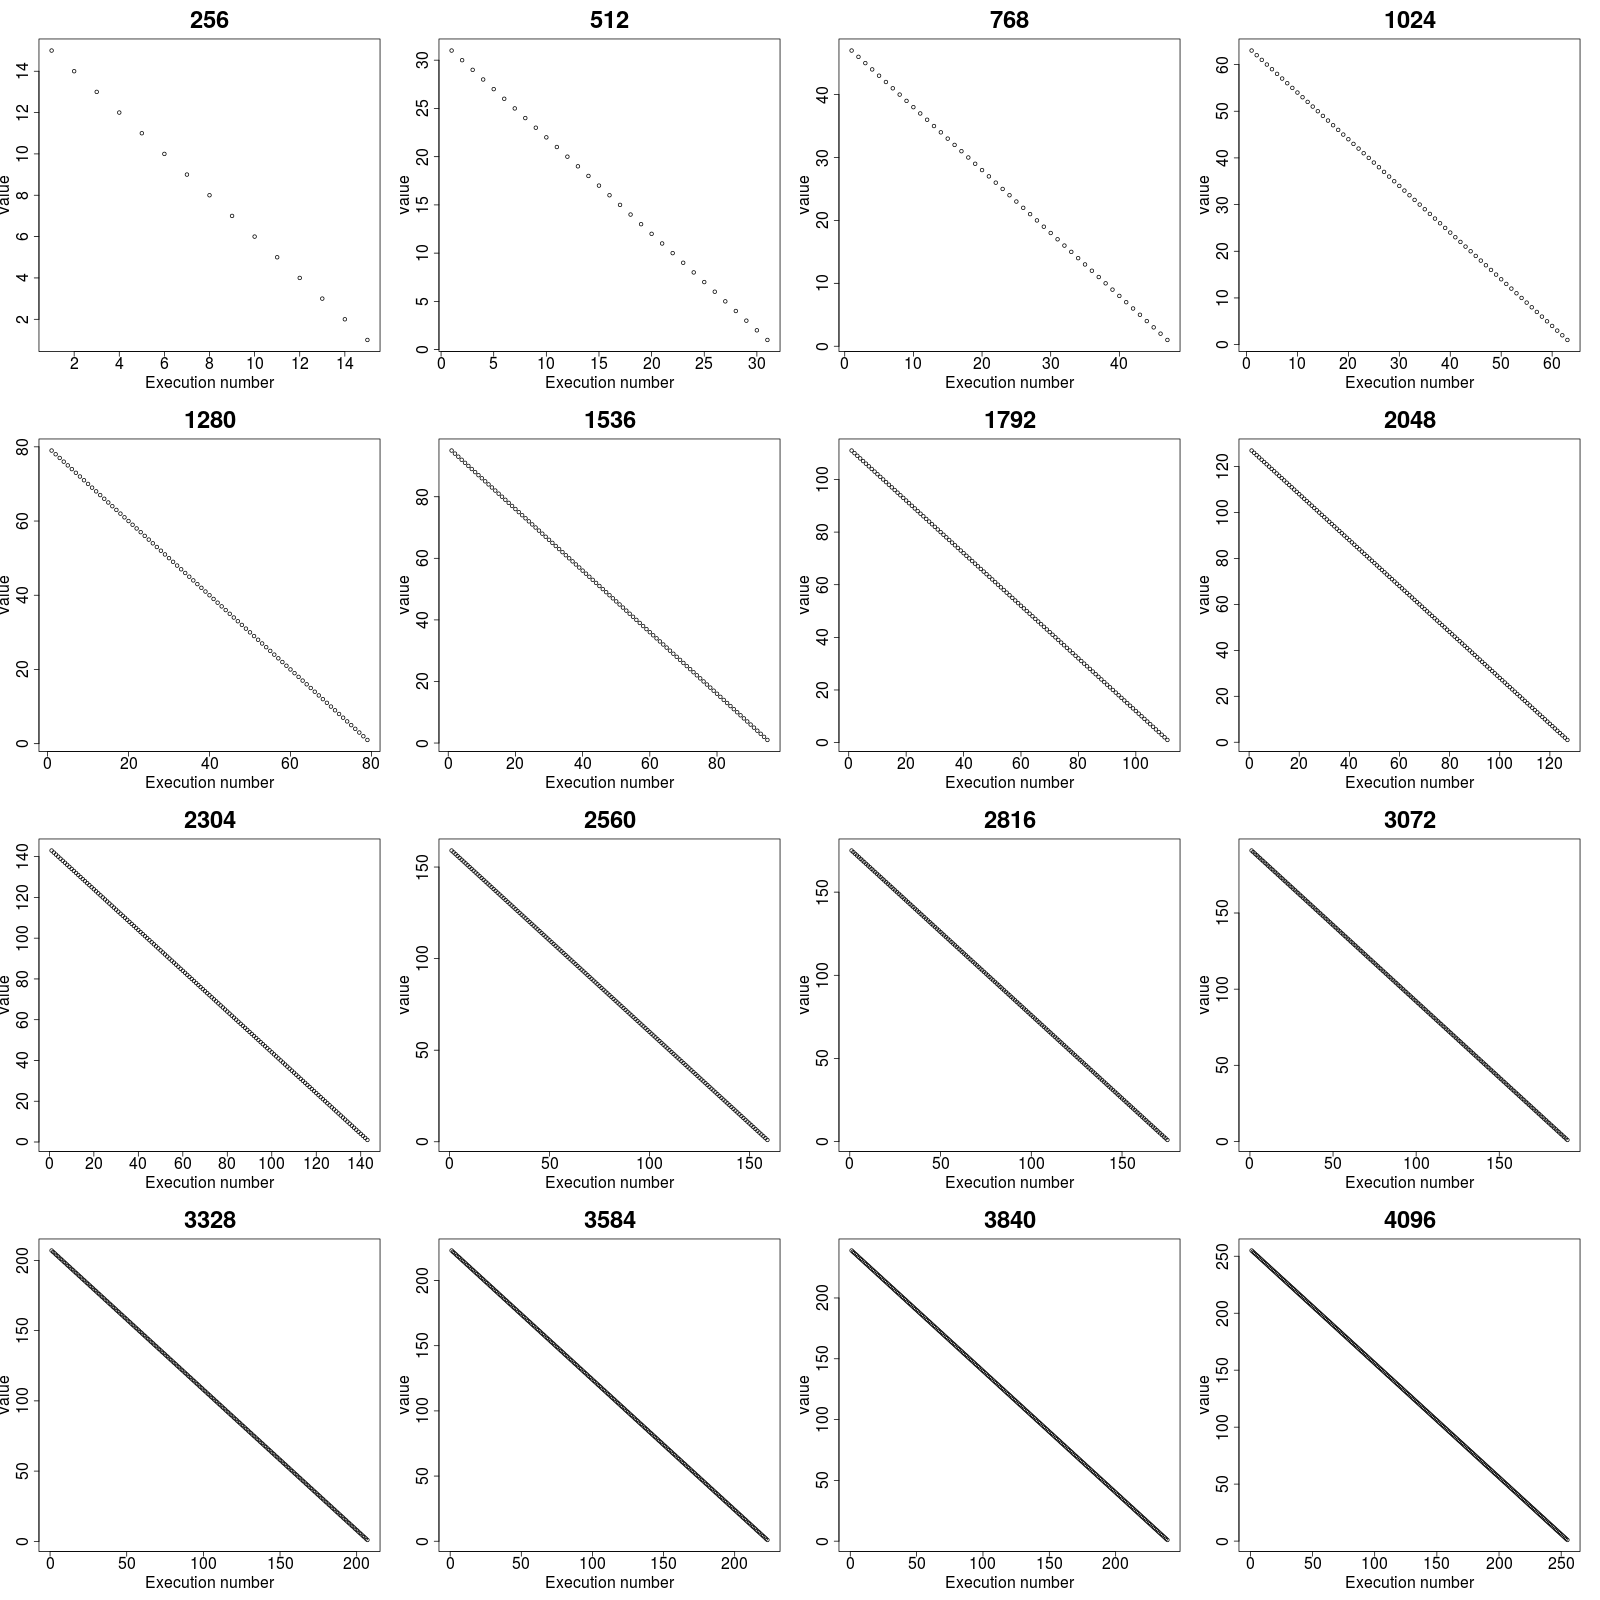 256 512 768 1024
value 2 4 6 8 10 12 14
value 0 5 10 15 20 25 30
value 0 10 20 30 40
value 0 10 20 30 40 50 60
2 4 6 8 10 12 14
0 5 10 15 20 25 30
0 10 20 30 40
0 10 20 30 40 50 60
Execution number Execution number Execution number Execution number
1280 1536 1792 2048
value 0 20 40 60 80
value 0 20 40 60 80
value 0 20 40 60 80 100
value 0 20 40 60 80 100 120
0 20 40 60 80
0 20 40 60 80
0 20 40 60 80 100
0 20 40 60 80 100 120
Execution number Execution number Execution number Execution number
2304 2560 2816 3072
value 0 20 40 60 80 100 120 140
value 0 50 100 150
value 0 50 100 150
value 0 50 100 150
0 20 40 60 80 100 120 140
0 50 100 150
0 50 100 150
0 50 100 150
Execution number Execution number Execution number Execution number
3328 3584 3840 4096
value 0 50 100 150 200
value 0 50 100 150 200
value 0 50 100 150 200
value 0 50 100 150 200 250
0 50 100 150 200
0 50 100 150 200
0 50 100 150 200
0 50 100 150 200 250
Execution number Execution number Execution number Execution number